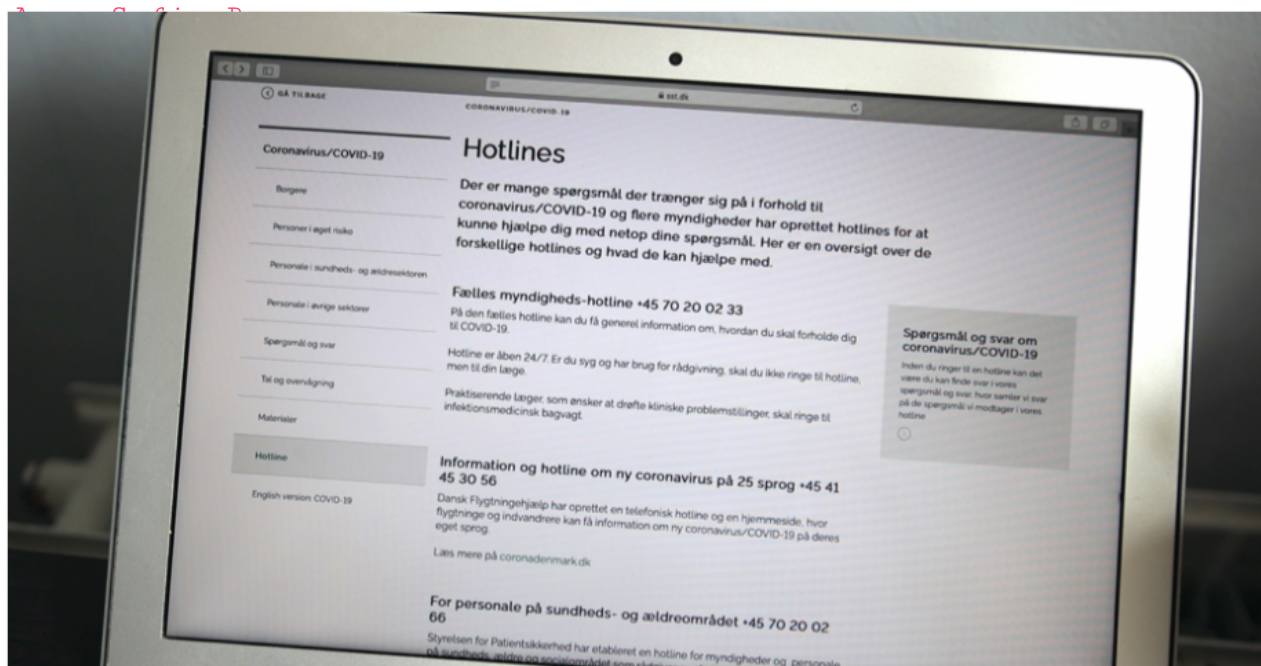 GÅ TILBAGE
sst.dk
CORONAVIRUS/COVID-19
Coronavirus/COVID-19
Borgere
Personer i øget risiko
Personale i sundheds- og ældresektoren
Personale i øvrige sektorer
Spørgsmål og svar
Tal og overvågning
Materialer
Hotline
English version: COVID-19
Hotlines
Der er mange spørgsmål der trænger sig på i forhold til
coronavirus/COVID-19 og flere myndigheder har oprettet hotlines for at
kunne hjælpe dig med netop dine spørgsmål. Her er en oversigt over de
forskellige hotlines og hvad de kan hjælpe med.
Fælles myndigheds-hotline +45 70 20 02 33
På den fælles hotline kan du få generel information om, hvordan du skal forholde dig
til COVID-19.
Hotline er åben 24/7. Er du syg og har brug for rådgivning, skal du ikke ringe til hotline,
men til din læge.
Praktiserende læger, som ønsker at drøfte kliniske problemstillinger, skal ringe til
infektionsmedicinsk bagvagt.
Information og hotline om ny coronavirus på 25 sprog +45 41
45 30 56
Dansk Flygtningehjælp har oprettet en telefonisk hotline og en hjemmeside, hvor
flygtninge og indvandrere kan få information om ny coronavirus/COVID-19 på deres
eget sprog.
Læs mere på coronadenmark.dk
For personale på sundheds- og ældreområdet +45 70 20 02
66
Styrelsen for Patientsikkerhed har etableret en hotline for myndigheder og personale
på sundheds, ældre og socialområdet som
Spørgsmål og svar om
coronavirus/COVID-19
Inden du ringer til en hotline kan det
være du kan finde svar i vores
spørgsmål og svar, hvor samler vi svar
på de spørgsmål vi modtager i vores
hotline